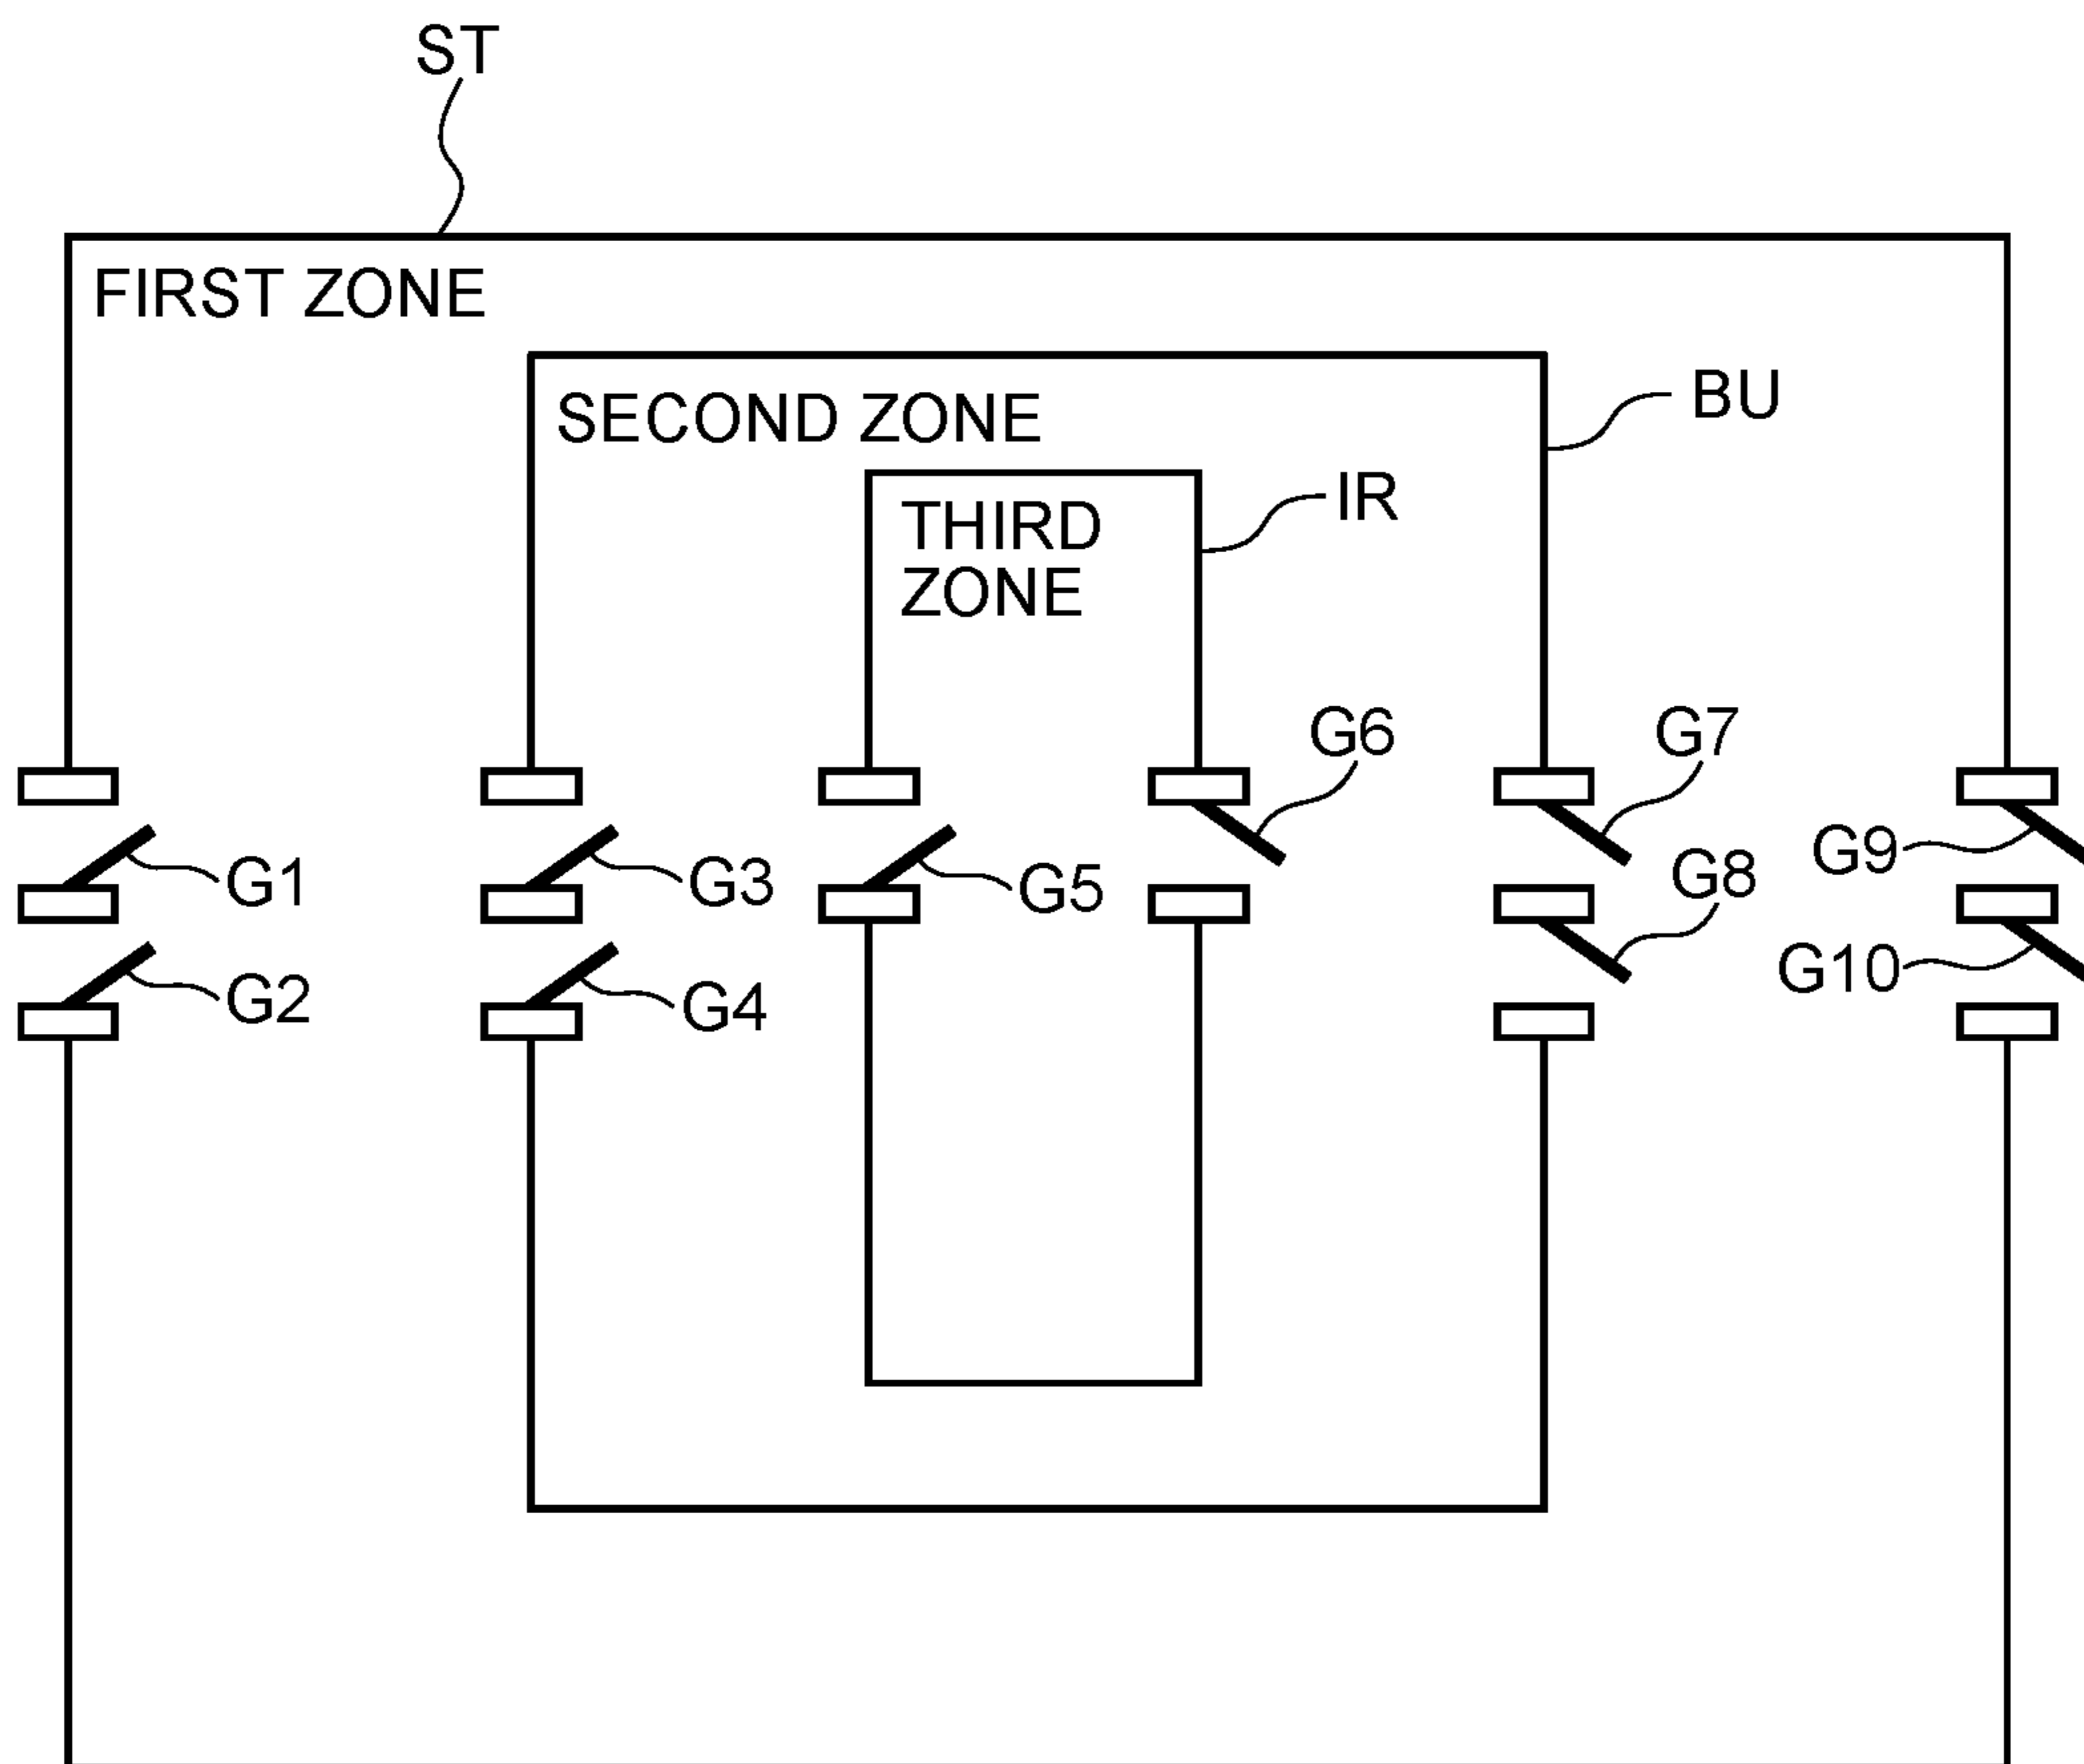 ST
FIRST ZONE
SECOND ZONE
BU
THIRD
ZONE
IR
G6
G7
G1
G3
G5
G8
G9
G2
G4
G10